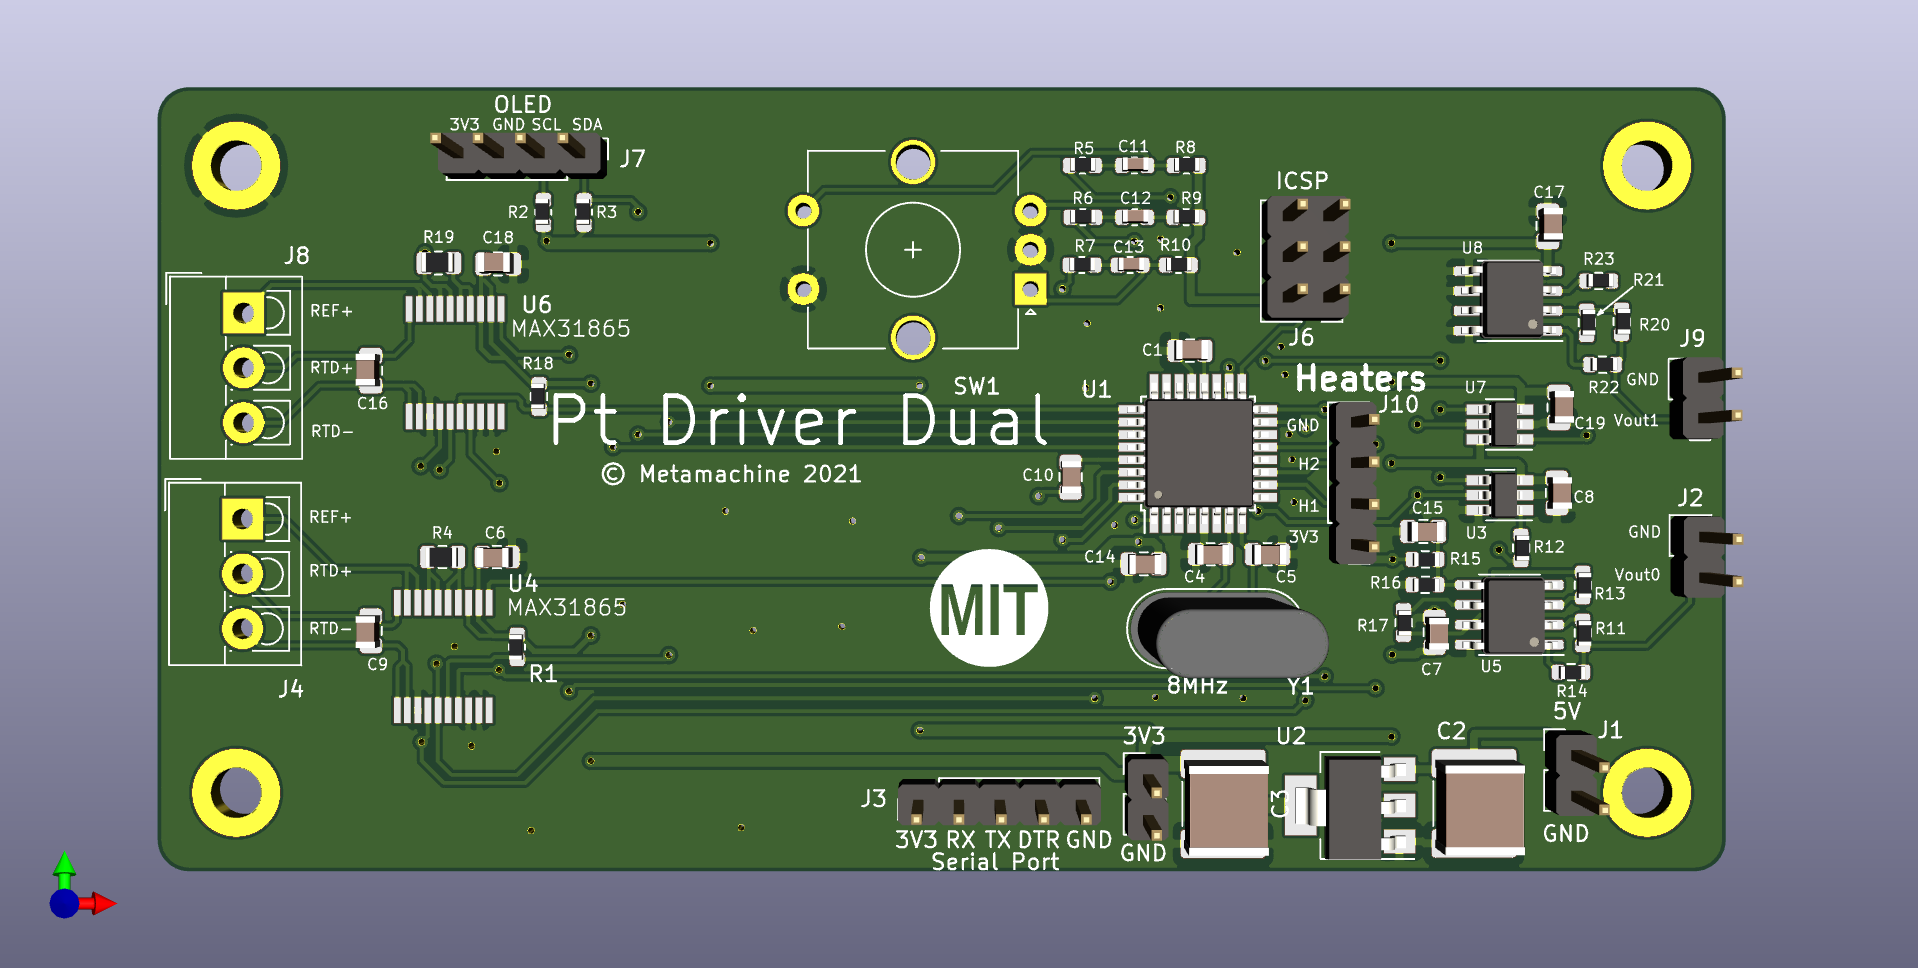 OLED
3V3 GND SCL SDA
J7
R2
R3
R5 C11 R8
R6 C12 R9
R7 C13 R10
ICSP
J6
C17
U8
R23
R21
R20
R22
J9
GND
Vout1
J8
R19 C18
U6
MAX31865
REF+
RTD+
RTD-
C16
R18
SW1
Pt Driver Dual
© Metamachine 2021
C1
U1
C10
Heaters
J10
GND
H2
H1
3V3
U7
C19
C8
U3
C15
R12
R15
R16
R17
C7
U5
R13
R11
R14
J2
GND
Vout0
REF+
RTD+
RTD-
R4 C6
U4
MAX31865
C9
R1
J4
MIT
C14
C4
C5
8MHz
Y1
5V
J1
GND
3V3
GND
U2
C3
C2
J3
3V3 RX TX DTR GND
Serial Port